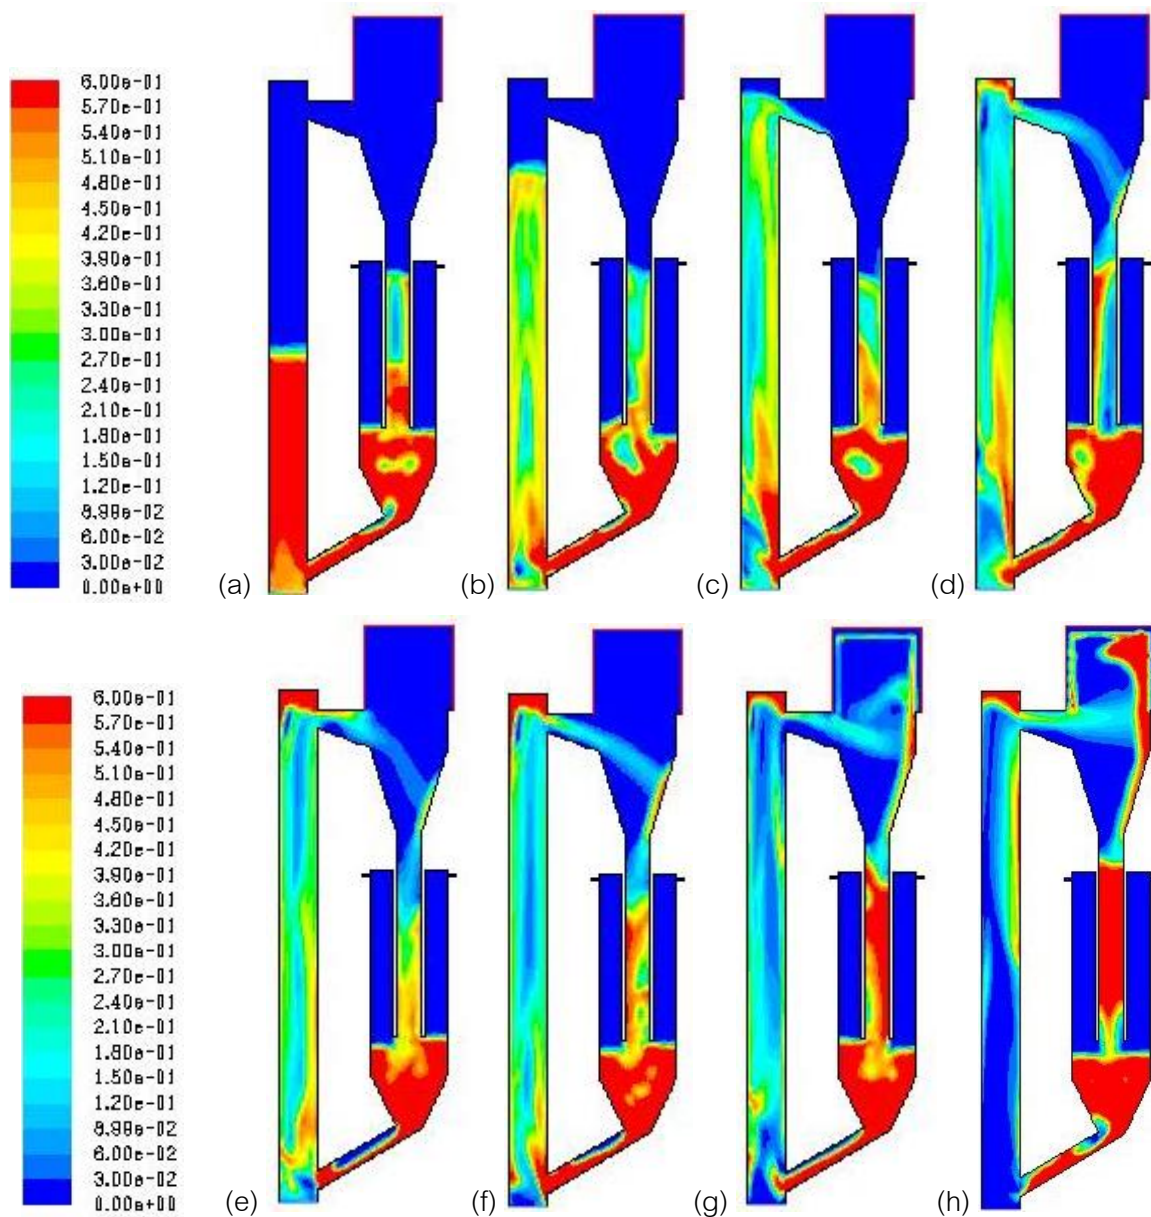 6.00e-01
5.70e-01
5.40e-01
5.10e-01
4.80e-01
4.50e-01
4.20e-01
3.90e-01
3.60e-01
3.30e-01
3.00e-01
2.70e-01
2.40e-01
2.10e-01
1.80e-01
1.50e-01
1.20e-01
8.99e-02
6.00e-02
3.00e-02
0.00e+00
(a) (b) (c) (d)
6.00e-01
5.70e-01
5.40e-01
5.10e-01
4.80e-01
4.50e-01
4.20e-01
3.90e-01
3.60e-01
3.30e-01
3.00e-01
2.70e-01
2.40e-01
2.10e-01
1.80e-01
1.50e-01
1.20e-01
8.99e-02
6.00e-02
3.00e-02
0.00e+00
(e) (f) (g) (h)